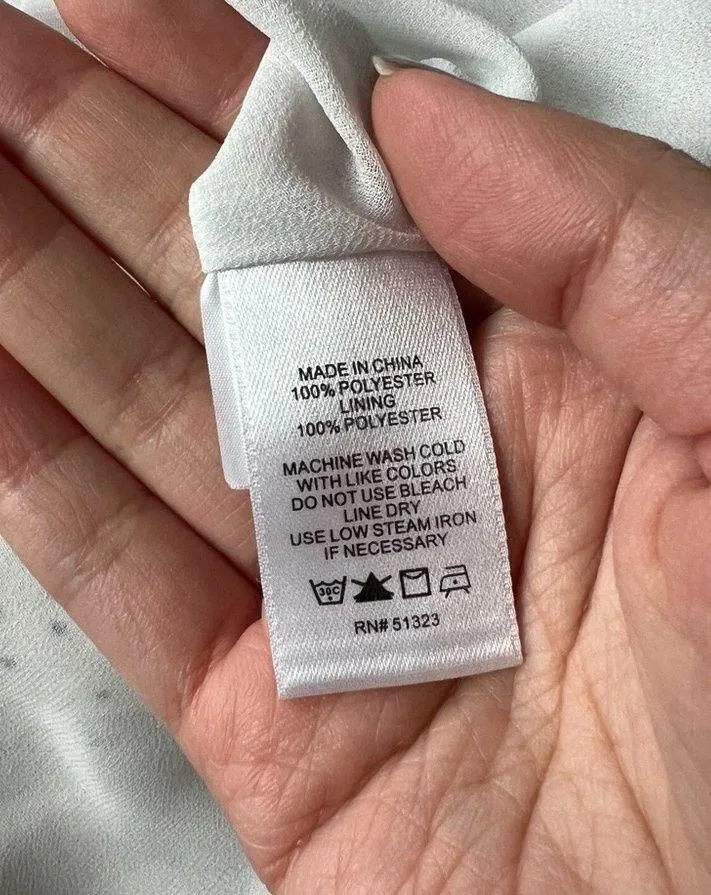 MADE IN CHINA
100% POLYESTER
LINING
100% POLYESTER
MACHINE WASH COLD
WITH LIKE COLORS
DO NOT USE BLEACH
LINE DRY
USE LOW STEAM IRON
IF NECESSARY
30C
RN# 51323